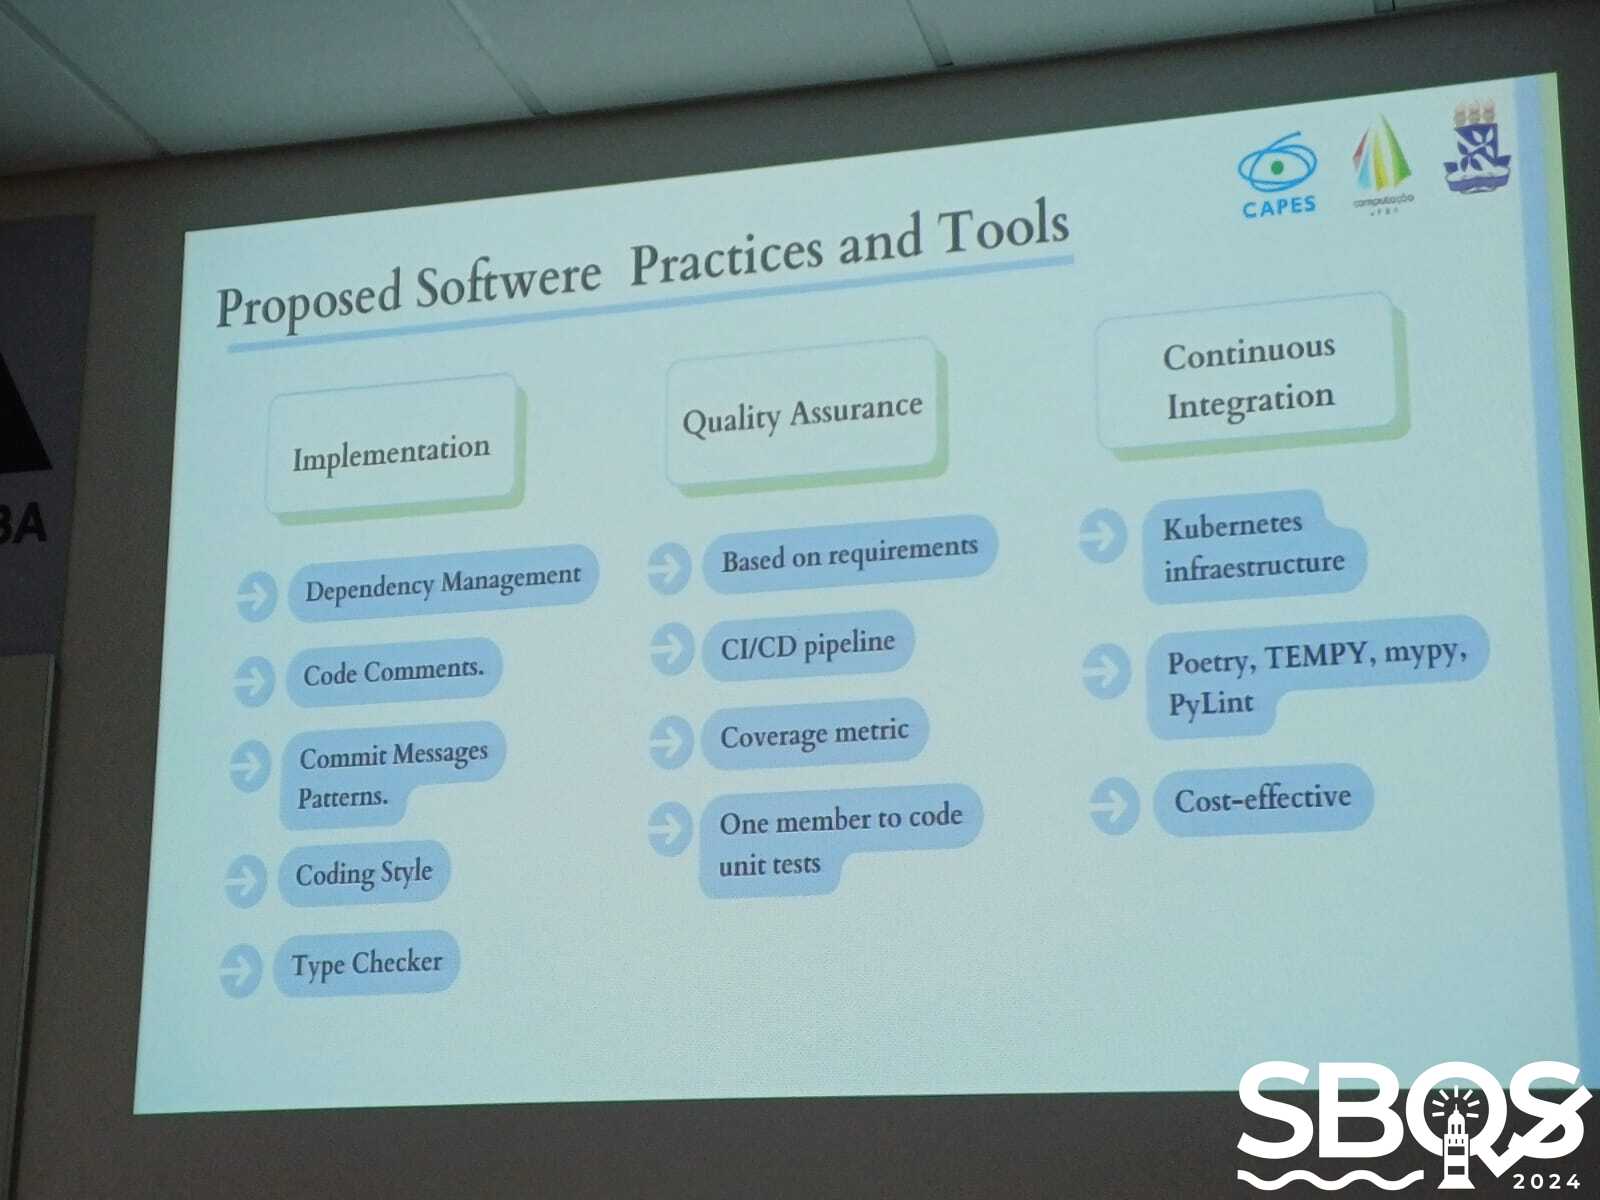 CAPES
computação
UFBA
Proposed Softwere Practices and Tools
Implementation
Dependency Management
Code Comments.
Commit Messages
Patterns.
Coding Style
Type Checker
Quality Assurance
Based on requirements
CI/CD pipeline
Coverage metric
One member to code
unit tests
Continuous
Integration
Kubernetes
infraestructure
Poetry, TEMPY, mypy,
PyLint
Cost-effective
BA
SBQS
2024